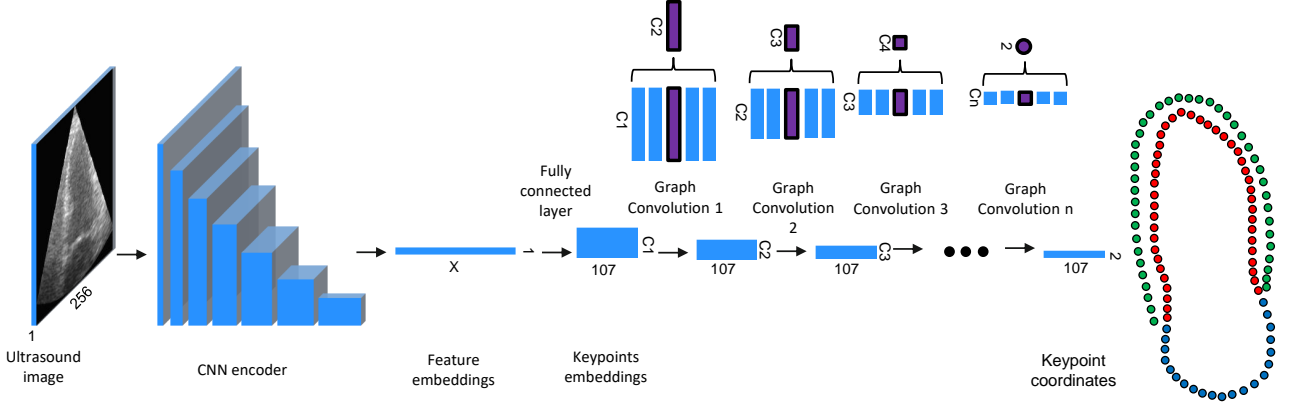 C2
C3
C4
2
C1
C2
C3
Cn
Fully
connected
layer
Graph
Convolution 1
Graph
Convolution
2
Graph
Convolution 3
Graph
Convolution n
256
1
X
1
107
C1
107
C2
107
C3
107
2
Ultrasound
image
CNN encoder
Feature
embeddings
Keypoints
embeddings
Keypoint
coordinates